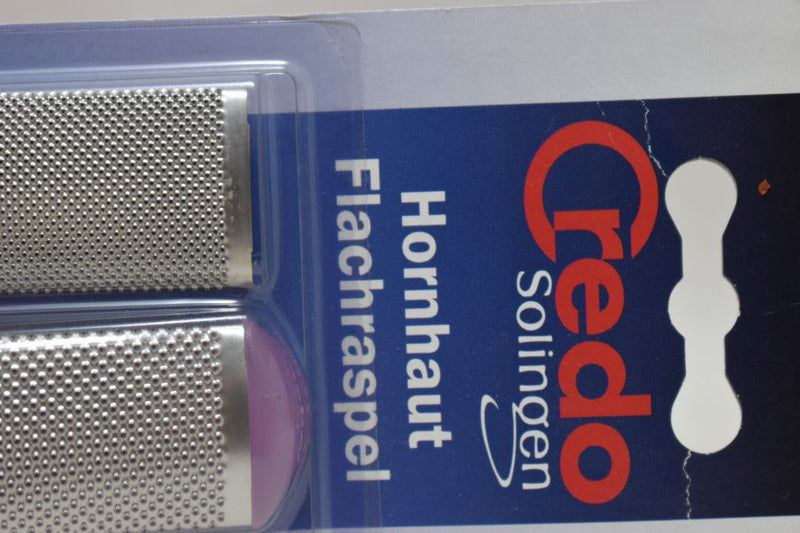 Credo
Solingen
Hornhaut
Flachraspel